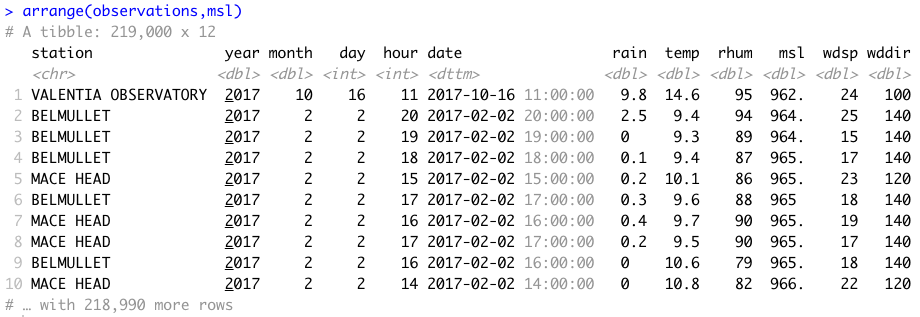 > arrange(observations,msl)
# A tibble: 219,000 x 12
   station              year month   day  hour date                 rain  temp  rhum   msl  wdsp wddir
   <chr>               <dbl> <dbl> <int> <int> <dttm>              <dbl> <dbl> <dbl> <dbl> <dbl> <dbl>
 1 VALENTIA OBSERVATORY  2017    10    16    11 2017-10-16 11:00:00   9.8  14.6    95  962.    24   100
 2 BELMULLET             2017     2     2    20 2017-02-02 20:00:00   2.5   9.4    94  964.    25   140
 3 BELMULLET             2017     2     2    19 2017-02-02 19:00:00   0     9.3    89  964.    15   140
 4 BELMULLET             2017     2     2    18 2017-02-02 18:00:00   0.1   9.4    87  965.    17   140
 5 MACE HEAD             2017     2     2    15 2017-02-02 15:00:00   0.2  10.1    86  965.    23   120
 6 BELMULLET             2017     2     2    17 2017-02-02 17:00:00   0.3   9.6    88  965     18   140
 7 MACE HEAD             2017     2     2    16 2017-02-02 16:00:00   0.4   9.7    90  965.    19   140
 8 MACE HEAD             2017     2     2    17 2017-02-02 17:00:00   0.2   9.5    90  965.    17   140
 9 BELMULLET             2017     2     2    16 2017-02-02 16:00:00   0    10.6    79  965.    18   140
10 MACE HEAD             2017     2     2    14 2017-02-02 14:00:00   0    10.8    82  966.    22   120
# … with 218,990 more rows